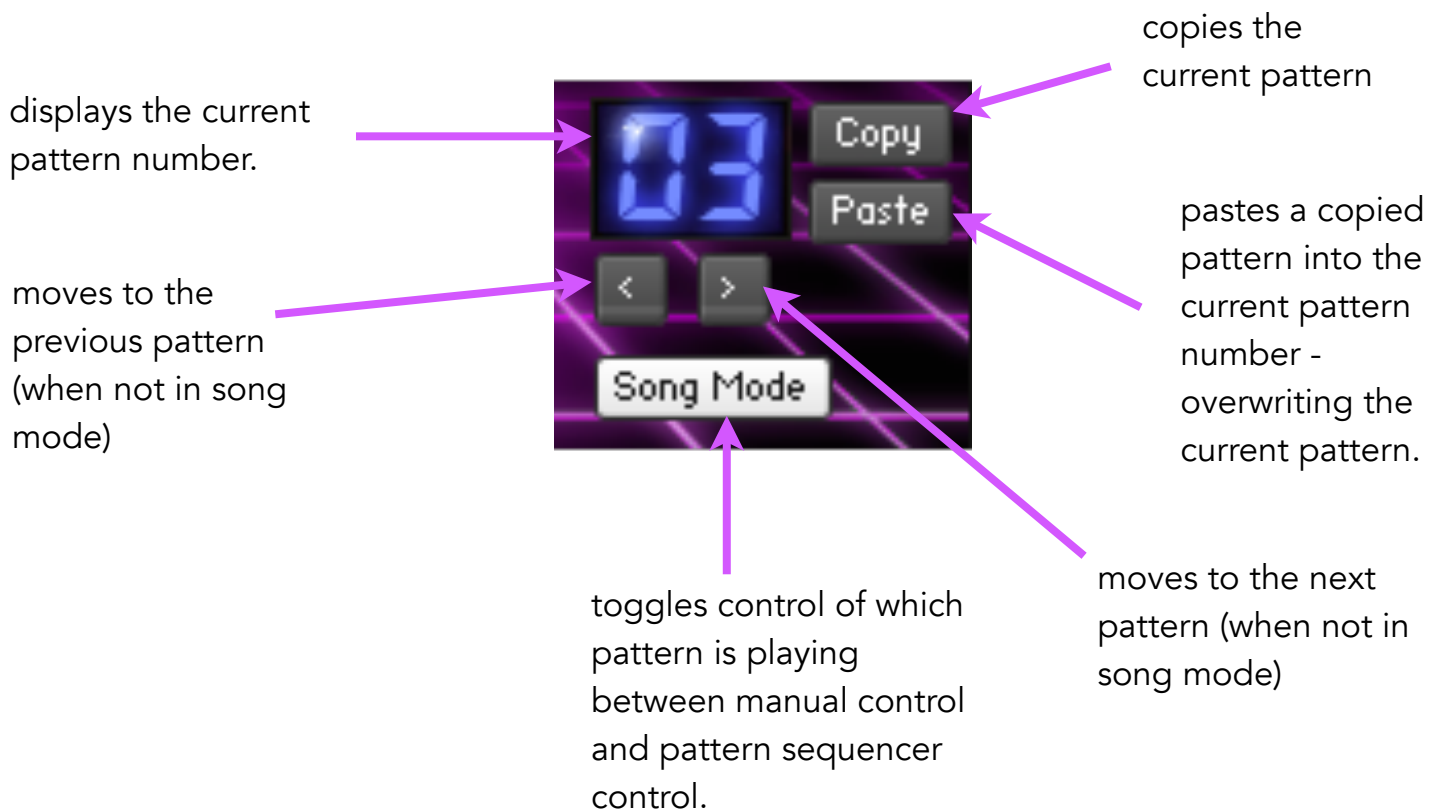 copies the
current pattern
displays the current
pattern number.
03
Copy
Paste
pastes a copied
pattern into the
current pattern
number -
overwriting the
current pattern.
moves to the
previous pattern
(when not in song
mode)
<
>
Song Mode
toggles control of which
pattern is playing
between manual control
and pattern sequencer
control.
moves to the next
pattern (when not in
song mode)